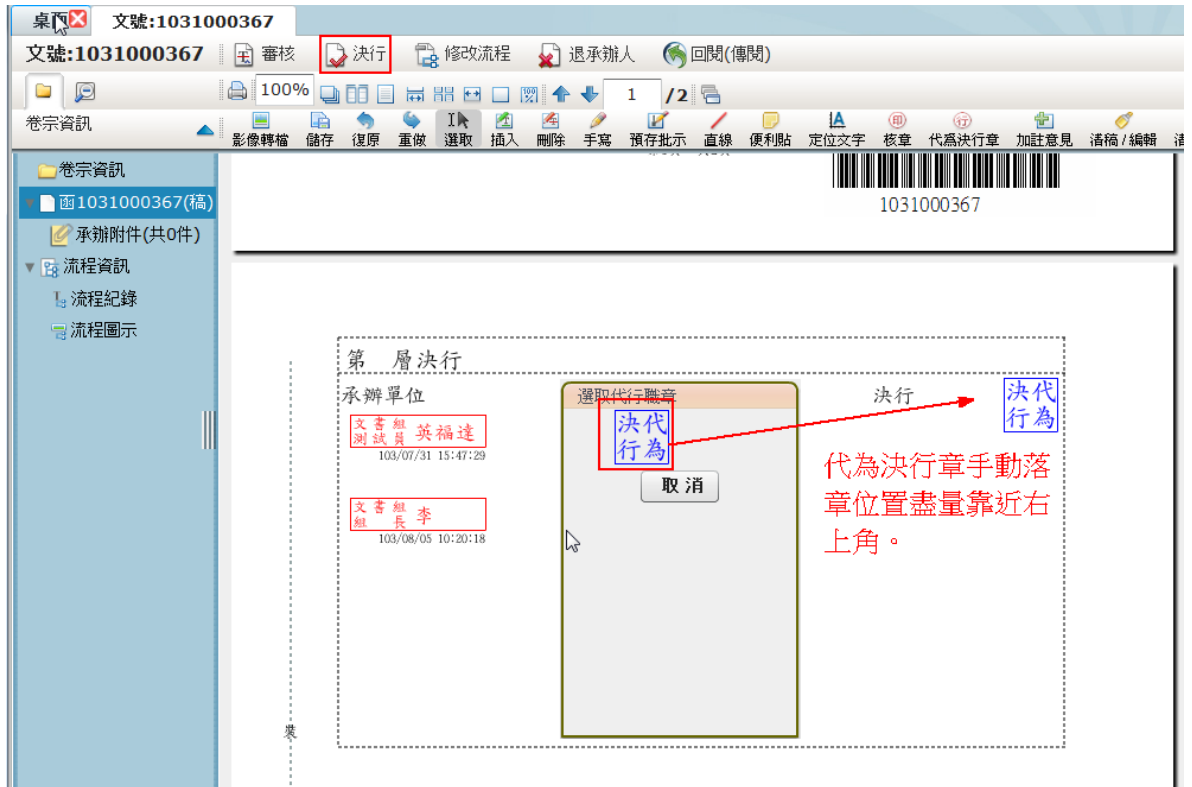 桌面 文號:1031000367
文號:1031000367 審核 決行 修改流程 退承辦人 回閱(傳閱)
100% 1 /2
卷宗資訊 影像轉檔 儲存 復原 重做 選取 插入 刪除 手寫 預存批示 直線 便利貼 定位文字 核章 代為決行章 加註意見 清稿/編輯 清
卷宗資訊
函1031000367(稿)
承辦附件(共0件)
流程資訊
流程紀錄
流程圖示
1031000367
第 層決行
承辦單位 選取代行職章 決行
決代
行為
決代
行為
文書組
測試員 英福達
103/07/31 15:47:29
取消
文書組
組長 李
103/08/05 10:20:18
代為決行章手動落
章位置盡量靠近右
上角。
裝